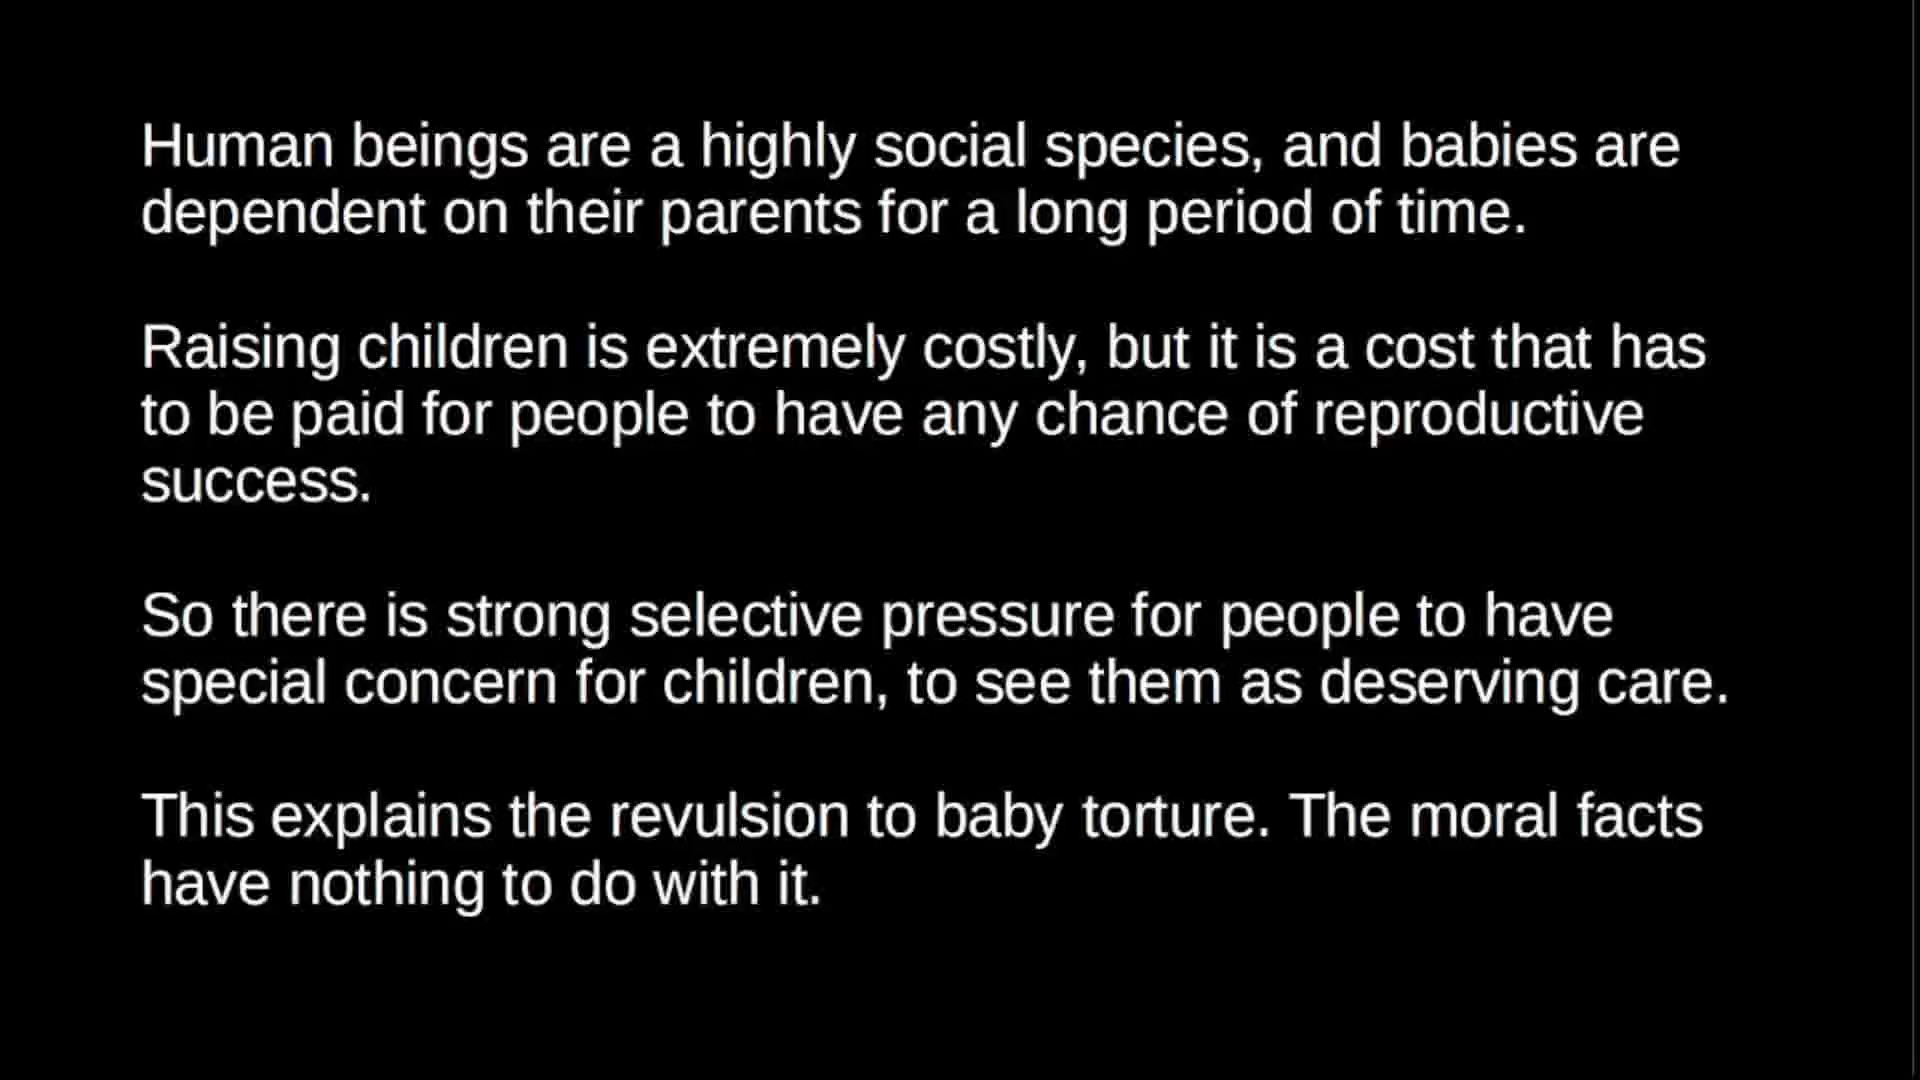 Human beings are a highly social species, and babies are
dependent on their parents for a long period of time.
Raising children is extremely costly, but it is a cost that has
to be paid for people to have any chance of reproductive
success.
So there is strong selective pressure for people to have
special concern for children, to see them as deserving care.
This explains the revulsion to baby torture. The moral facts
have nothing to do with it.